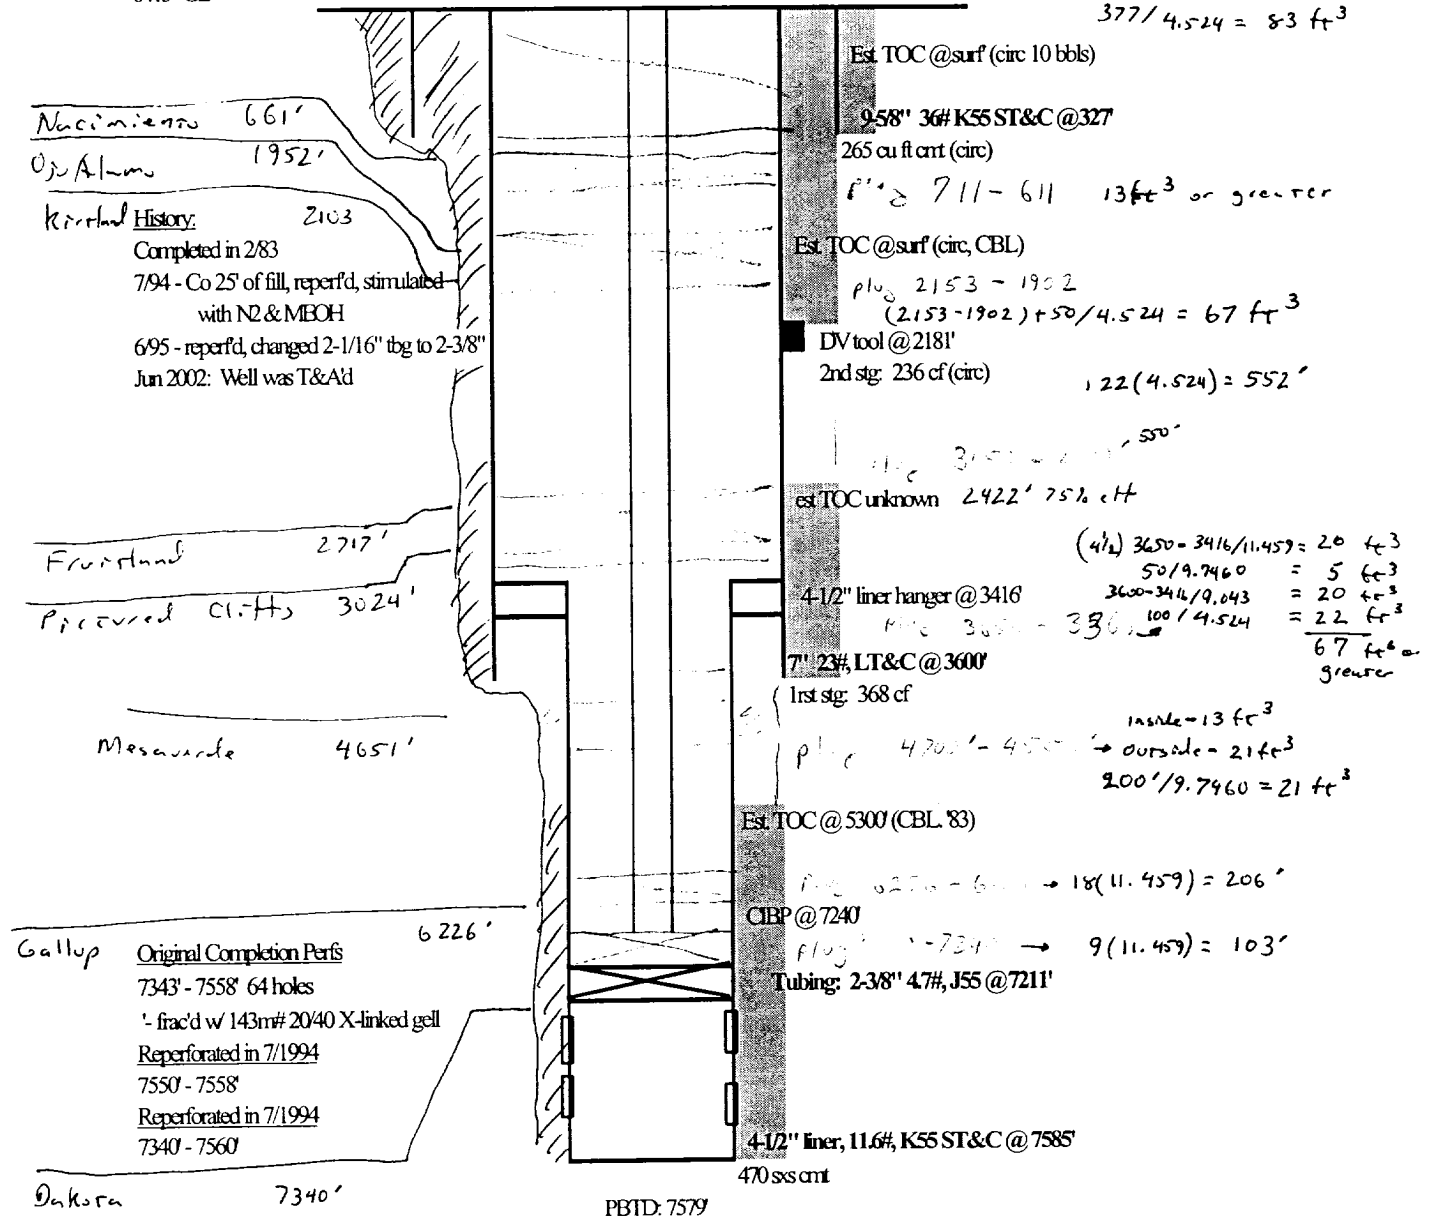 377/4.524 = 83 ft3
Est. TOC @ surf' (circ 10 bbls)
Nacimiento 661'
9-5/8" 36# K55 ST&C @ 327'
265 cu ft cmt (circ)
Ojo Alamo 1952'
711-611 13ft3 or greater
Kirtland 2103
History:
Completed in 2/83
7/94 - Co 25' of fill, reperf'd, stimulated
with N2 & MEOH
6/95 - reperf'd, changed 2-1/16" tbg to 2-3/8"
Jun 2002: Well was T&A'd
Est. TOC @ surf' (circ, CBL)
plug 2153 - 1902
(2153-1902)+50/4.524 = 67 ft3
DV tool @ 2181'
2nd stg: 236 cf (circ)
122(4.524) = 552'
550'
est TOC unknown 2422' 75% eff
Fruitland 2717'
(4½) 3650-3416/11.459 = 20 ft3
50/9.7460 = 5 ft3
3600-3416/9.043 = 20 ft3
100/4.524 = 22 ft3
67 ft3 or
greater
4-1/2" liner hanger @ 3416'
Pictured Cliffs 3024'
7" 23#, LT&C @ 3600'
1rst stg: 368 cf
Mesaverde 4651'
inside - 13 ft3
plug 4700' - → outside - 21 ft3
200'/9.7460 = 21 ft3
Est. TOC @ 5300' (CBL. '83)
→ 18(11.459) = 206'
CIBP @ 7240'
Gallup 6226'
plug -7340 → 9(11.459) = 103'
Tubing: 2-3/8" 4.7#, J55 @ 7211'
Original Completion Perfs
7343' - 7558' 64 holes
'- frac'd w/ 143m# 20/40 X-linked gell
Reperforated in 7/1994
7550' - 7558'
Reperforated in 7/1994
7340' - 7560'
4-1/2" liner, 11.6#, K55 ST&C @ 7585'
470 sxs cmt
Dakota 7340'
PBTD: 7579'